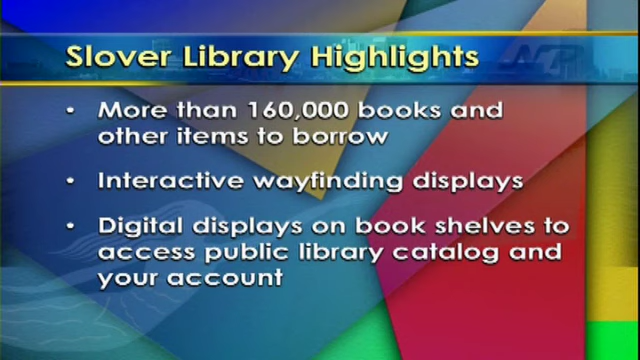 Slover Library Highlights
• More than 160,000 books and
other items to borrow
• Interactive wayfinding displays
• Digital displays on book shelves to
access public library catalog and
your account